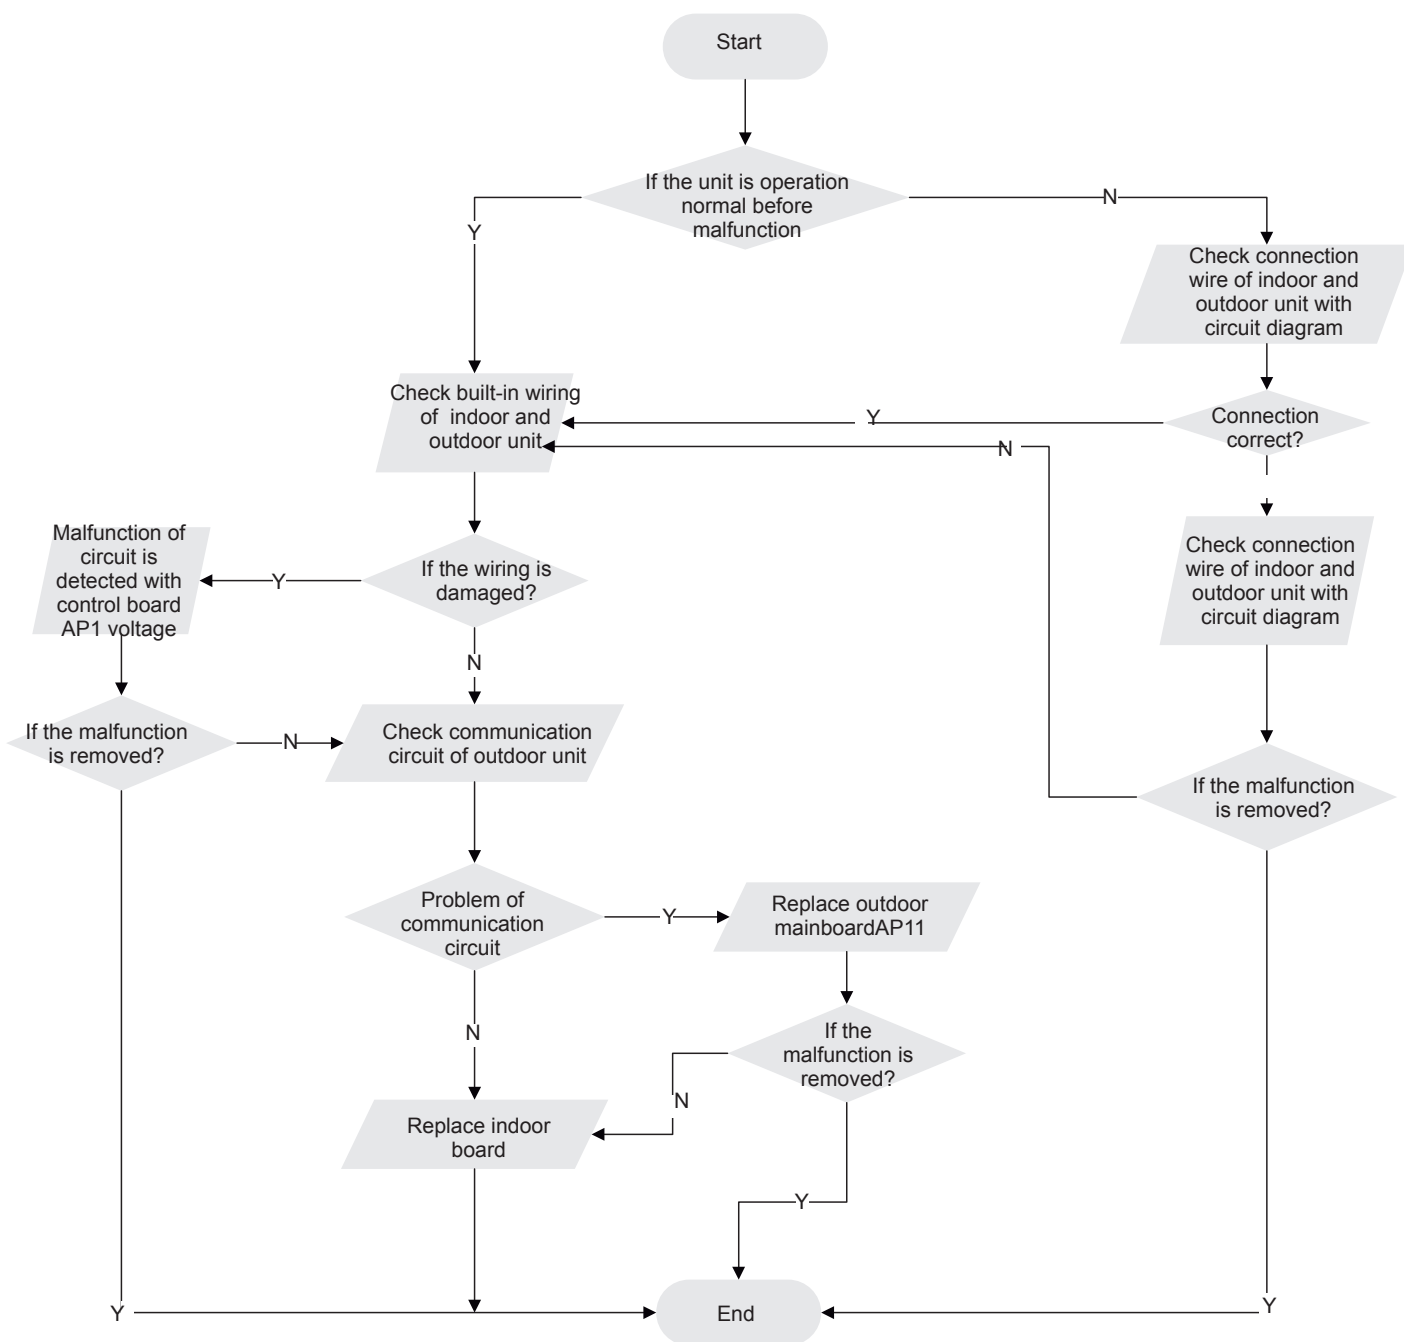 Start
If the unit is operation
normal before
malfunction
N
Y
Check connection
wire of indoor and
outdoor unit with
circuit diagram
Check built-in wiring
of indoor and
outdoor unit
Y
Connection
correct?
N
Malfunction of
circuit is
detected with
control board
AP1 voltage
Y
If the wiring is
damaged?
Check connection
wire of indoor and
outdoor unit with
circuit diagram
N
If the malfunction
is removed?
N
Check communication
circuit of outdoor unit
If the malfunction
is removed?
Problem of
communication
circuit
Y
Replace outdoor
mainboardAP11
N
If the
malfunction is
removed?
N
Replace indoor
board
Y
Y
End
Y